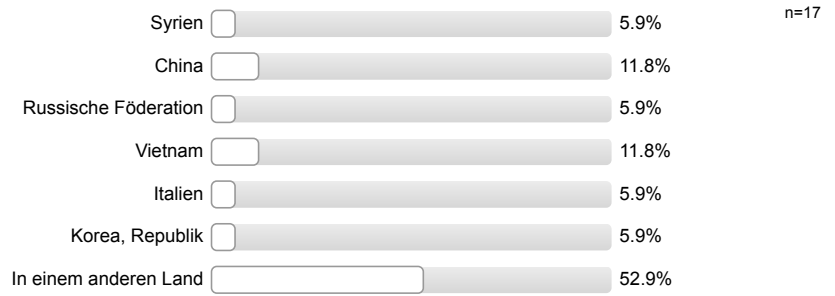 Syrien 5.9% n=17
China 11.8%
Russische Föderation 5.9%
Vietnam 11.8%
Italien 5.9%
Korea, Republik 5.9%
In einem anderen Land 52.9%